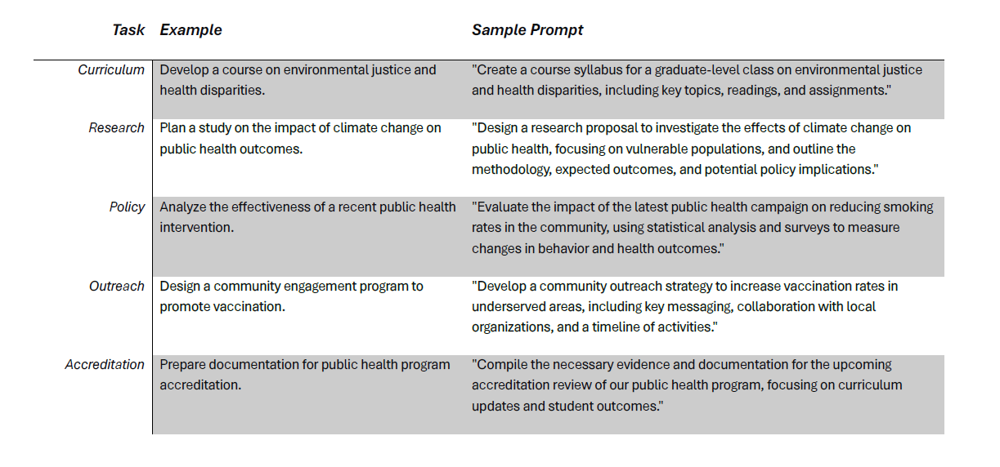 Task Example Sample Prompt
Curriculum Develop a course on environmental justice and "Create a course syllabus for a graduate-level class on environmental justice
health disparities. and health disparities, including key topics, readings, and assignments."
Research Plan a study on the impact of climate change on "Design a research proposal to investigate the effects of climate change on
public health outcomes. public health, focusing on vulnerable populations, and outline the
methodology, expected outcomes, and potential policy implications."
Policy Analyze the effectiveness of a recent public health "Evaluate the impact of the latest public health campaign on reducing smoking
intervention. rates in the community, using statistical analysis and surveys to measure
changes in behavior and health outcomes."
Outreach Design a community engagement program to "Develop a community outreach strategy to increase vaccination rates in
promote vaccination. underserved areas, including key messaging, collaboration with local
organizations, and a timeline of activities."
Accreditation Prepare documentation for public health program "Compile the necessary evidence and documentation for the upcoming
accreditation. accreditation review of our public health program, focusing on curriculum
updates and student outcomes."